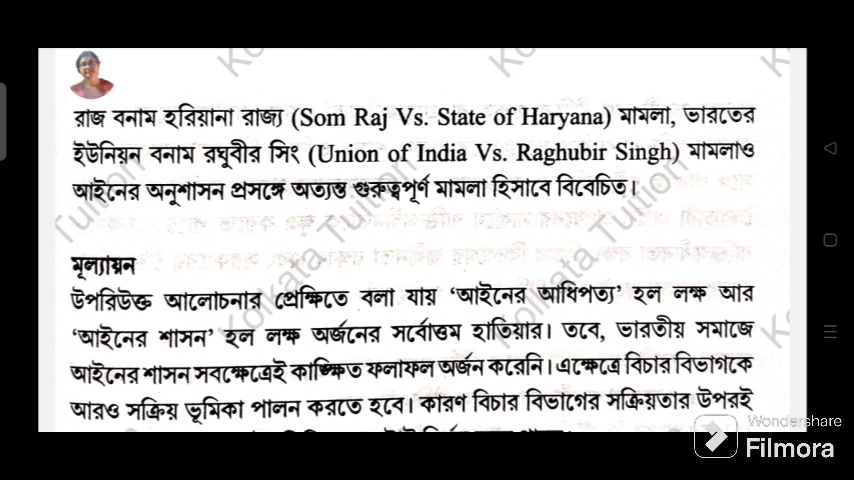 রাজ বনাম হরিয়ানা রাজ্য (Som Raj Vs. State of Haryana) মামলা, ভারতের
ইউনিয়ন বনাম রঘুবীর সিং (Union of India Vs. Raghubir Singh) মামলাও
আইনের অনুশাসন প্রসঙ্গে অত্যন্ত গুরুত্বপূর্ণ মামলা হিসাবে বিবেচিত।
মূল্যায়ন
উপরিউক্ত আলোচনার প্রেক্ষিতে বলা যায় ‘আইনের আধিপত্য’ হল লক্ষ আর
‘আইনের শাসন’ হল লক্ষ অর্জনের সর্বোত্তম হাতিয়ার। তবে, ভারতীয় সমাজে
আইনের শাসন সবক্ষেত্রেই কাঙ্ক্ষিত ফলাফল অর্জন করেনি। এক্ষেত্রে বিচার বিভাগকে
আরও সক্রিয় ভূমিকা পালন করতে হবে। কারণ বিচার বিভাগের সক্রিয়তার উপরই
Kolkata Tuition
Wondershare
Filmora